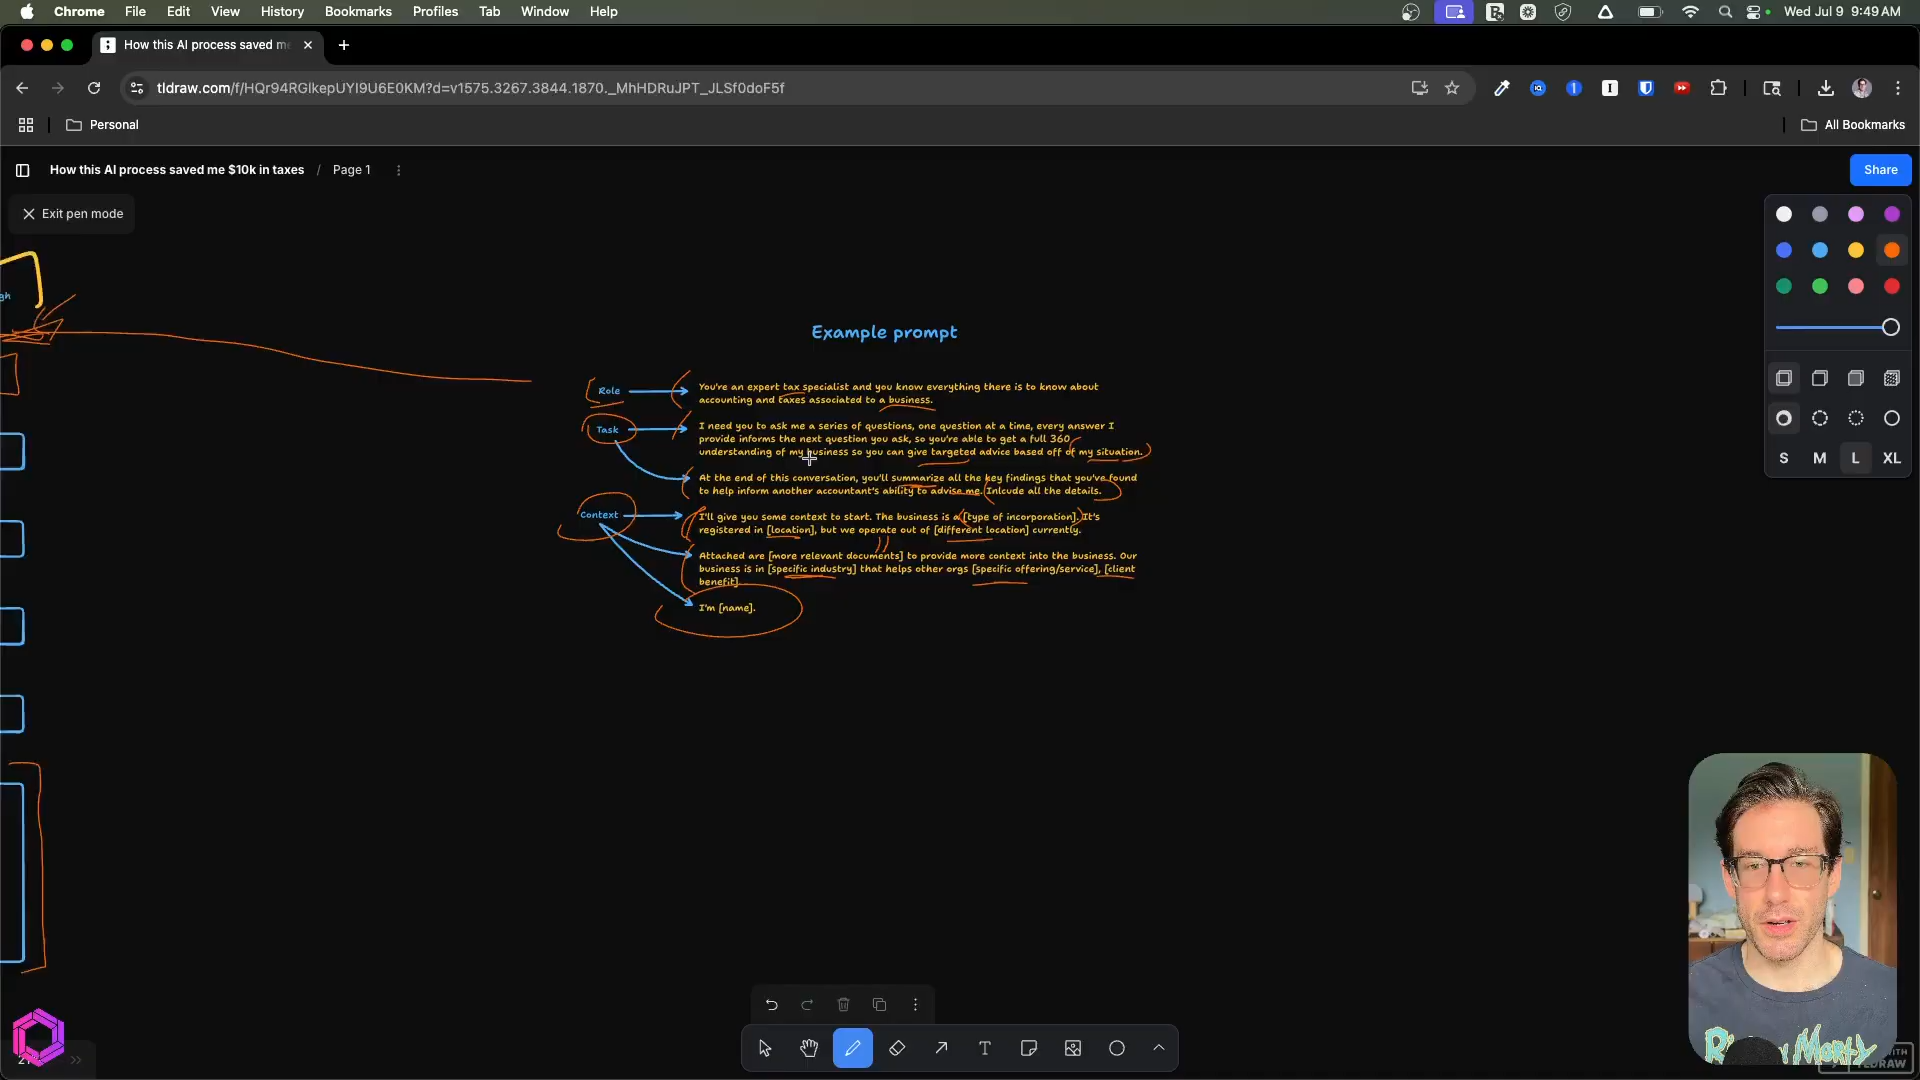 Chrome File Edit View History Bookmarks Profiles Tab Window Help Wed Jul 9 9:49 AM
How this AI process saved me
tldraw.com/f/HQr94RGlkepUYI9U6E0KM?d=v1575.3267.3844.1870._MhHDRuJPT_JLSf0doF5f
Personal All Bookmarks
How this AI process saved me $10k in taxes / Page 1 Share
Exit pen mode
gh
Example prompt
Role You're an expert tax specialist and you know everything there is to know about
accounting and taxes associated to a business.
Task I need you to ask me a series of questions, one question at a time, every answer I
provide informs the next question you ask, so you're able to get a full 360
understanding of my business so you can give targeted advice based off of my situation.
At the end of this conversation, you'll summarize all the key findings that you've found
to help inform another accountant's ability to advise me. Inlcude all the details.
Context I'll give you some context to start. The business is a [type of incorporation]. It's
registered in [location], but we operate out of [different location] currently.
Attached are [more relevant documents] to provide more context into the business. Our
business is in [specific industry] that helps other orgs [specific offering/service], [client
benefit]
I'm [name].
S M L XL